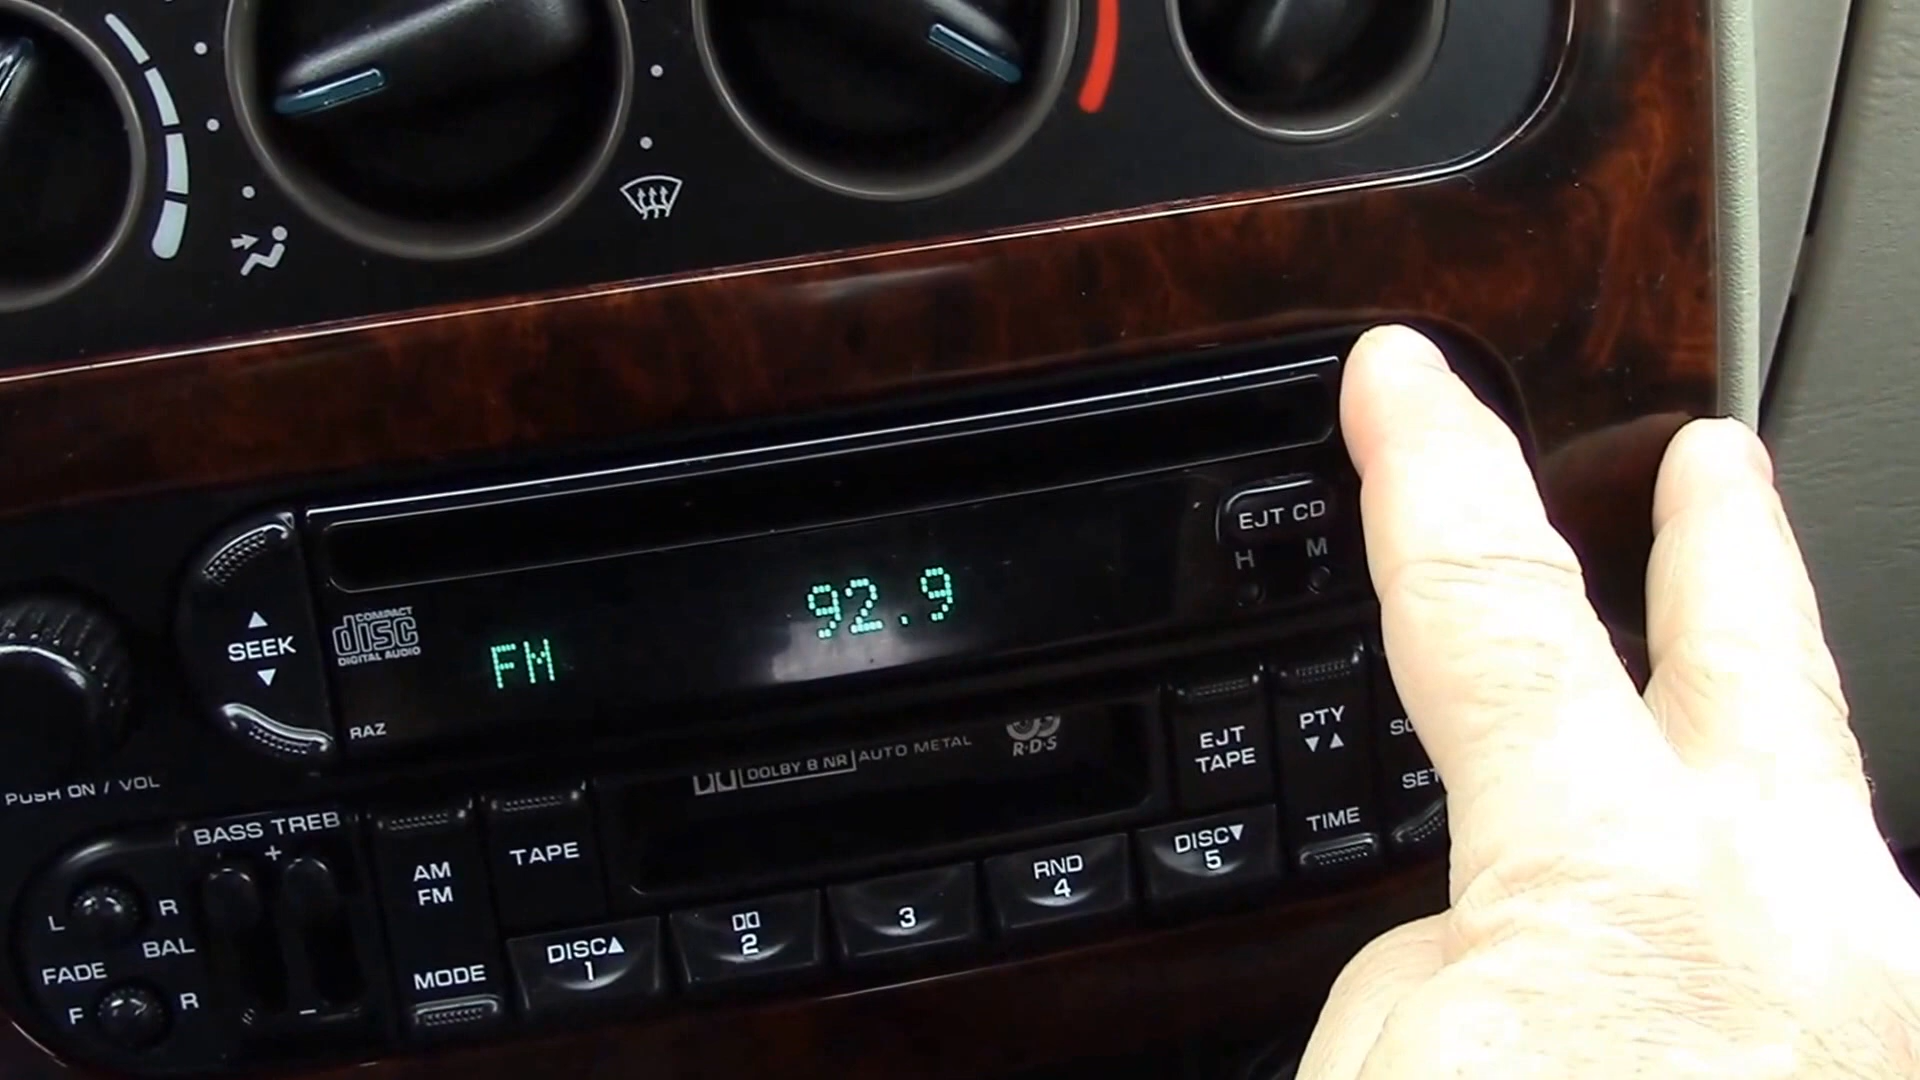 EJT CD
H M
92.9
FM
SEEK
COMPACT
disc
DIGITAL AUDIO
RAZ
DOLBY B NR AUTO METAL
R·D·S
EJT
TAPE
PTY
TIME
SET
PUSH ON / VOL
BASS TREB
+
-
L R
BAL
FADE
F R
AM
FM
MODE
TAPE
DISC▲
1
2
3
RND
4
DISC▼
5